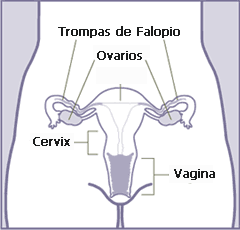 Trompas de Falopio
Ovarios
Cervix
Vagina